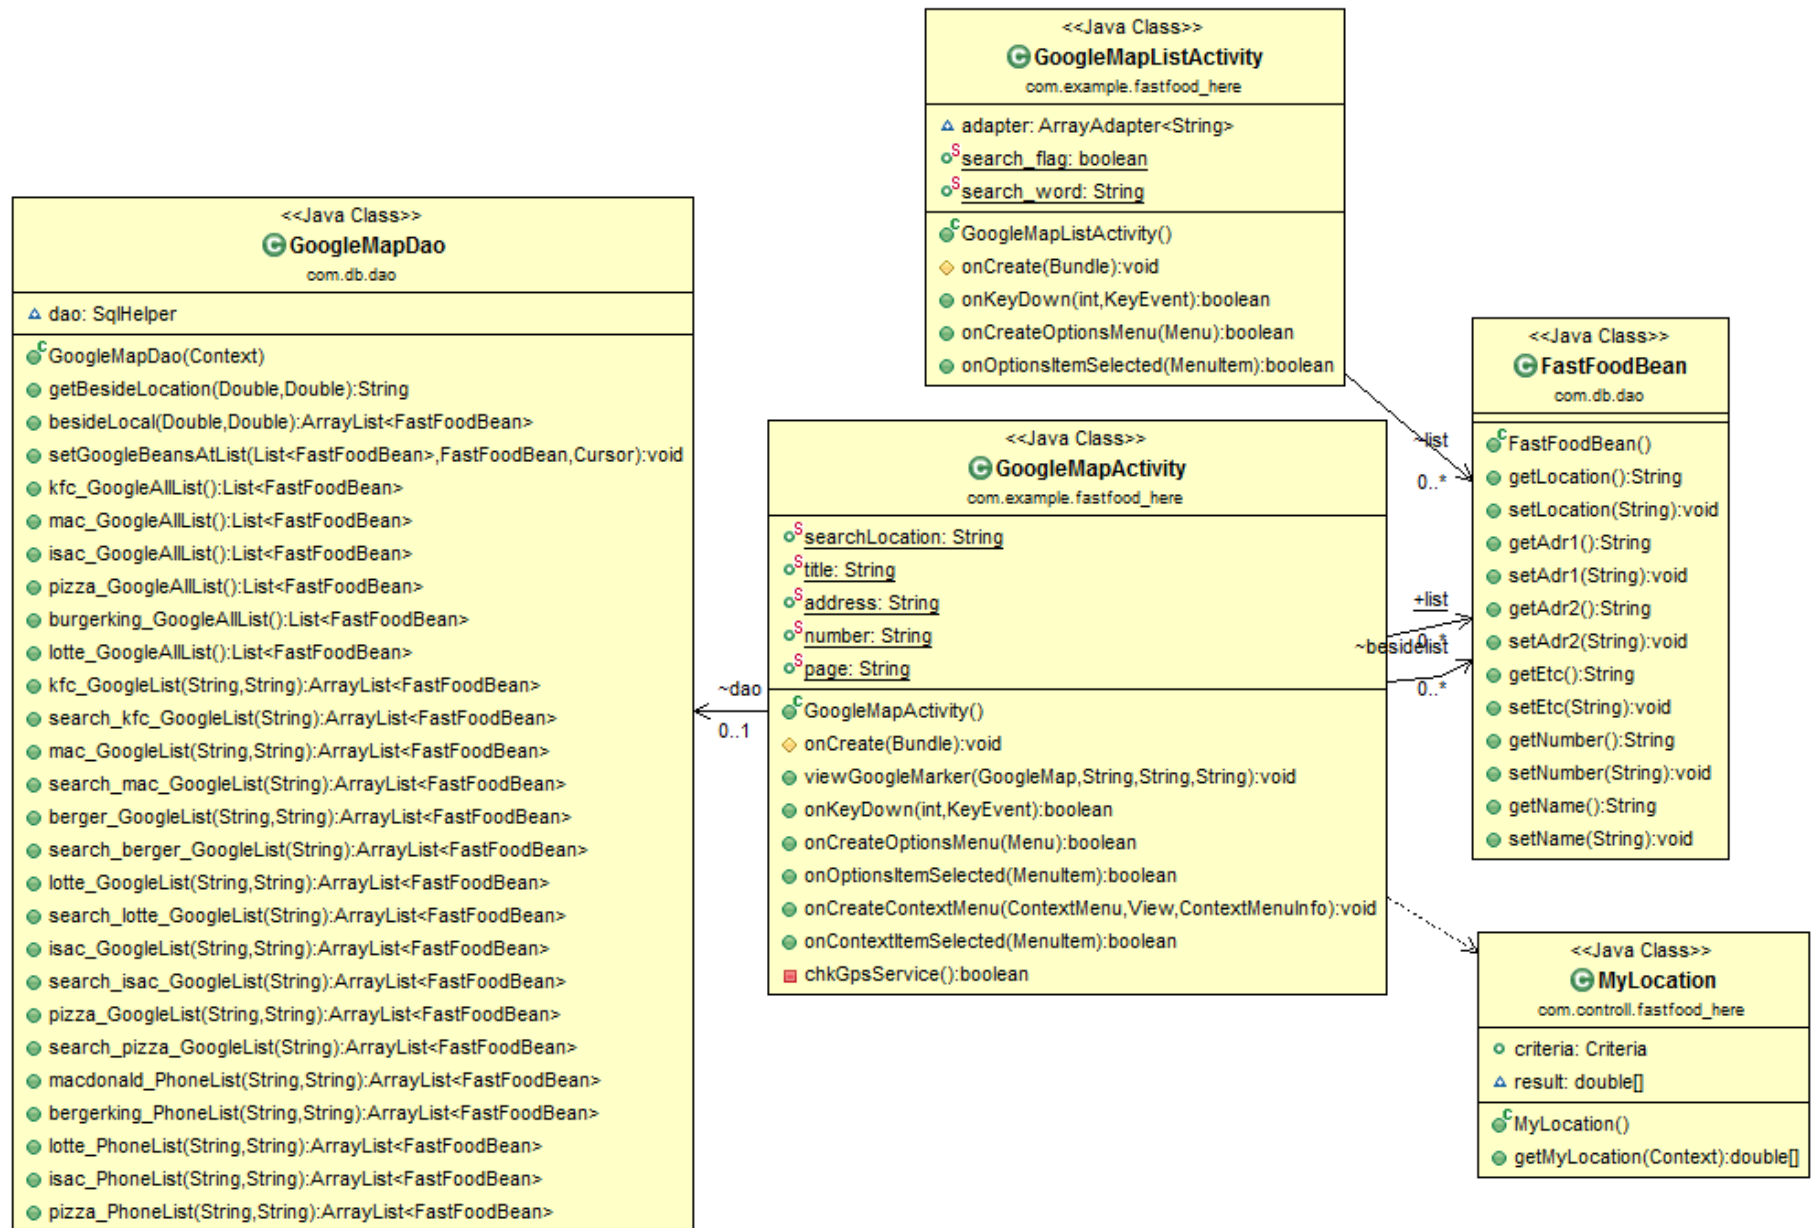 <<Java Class>>
GoogleMapListActivity
com.example.fastfood_here
adapter: ArrayAdapter<String>
search_flag: boolean
search_word: String
GoogleMapListActivity()
onCreate(Bundle):void
onKeyDown(int,KeyEvent):boolean
onCreateOptionsMenu(Menu):boolean
onOptionsItemSelected(MenuItem):boolean
<<Java Class>>
GoogleMapDao
com.db.dao
dao: SqlHelper
GoogleMapDao(Context)
getBesideLocation(Double,Double):String
besideLocal(Double,Double):ArrayList<FastFoodBean>
setGoogleBeansAtList(List<FastFoodBean>,FastFoodBean,Cursor):void
kfc_GoogleAllList():List<FastFoodBean>
mac_GoogleAllList():List<FastFoodBean>
isac_GoogleAllList():List<FastFoodBean>
pizza_GoogleAllList():List<FastFoodBean>
burgerking_GoogleAllList():List<FastFoodBean>
lotte_GoogleAllList():List<FastFoodBean>
kfc_GoogleList(String,String):ArrayList<FastFoodBean>
search_kfc_GoogleList(String):ArrayList<FastFoodBean>
mac_GoogleList(String,String):ArrayList<FastFoodBean>
search_mac_GoogleList(String):ArrayList<FastFoodBean>
berger_GoogleList(String,String):ArrayList<FastFoodBean>
search_berger_GoogleList(String):ArrayList<FastFoodBean>
lotte_GoogleList(String,String):ArrayList<FastFoodBean>
search_lotte_GoogleList(String):ArrayList<FastFoodBean>
isac_GoogleList(String,String):ArrayList<FastFoodBean>
search_isac_GoogleList(String):ArrayList<FastFoodBean>
pizza_GoogleList(String,String):ArrayList<FastFoodBean>
search_pizza_GoogleList(String):ArrayList<FastFoodBean>
macdonald_PhoneList(String,String):ArrayList<FastFoodBean>
bergerking_PhoneList(String,String):ArrayList<FastFoodBean>
lotte_PhoneList(String,String):ArrayList<FastFoodBean>
isac_PhoneList(String,String):ArrayList<FastFoodBean>
pizza_PhoneList(String,String):ArrayList<FastFoodBean>
~dao
0..1
<<Java Class>>
GoogleMapActivity
com.example.fastfood_here
searchLocation: String
title: String
address: String
number: String
page: String
GoogleMapActivity()
onCreate(Bundle):void
viewGoogleMarker(GoogleMap,String,String,String):void
onKeyDown(int,KeyEvent):boolean
onCreateOptionsMenu(Menu):boolean
onOptionsItemSelected(MenuItem):boolean
onCreateContextMenu(ContextMenu,View,ContextMenuInfo):void
onContextItemSelected(MenuItem):boolean
chkGpsService():boolean
~list
0..*
+list
0..*
~besidelist
0..*
<<Java Class>>
FastFoodBean
com.db.dao
FastFoodBean()
getLocation():String
setLocation(String):void
getAdr1():String
setAdr1(String):void
getAdr2():String
setAdr2(String):void
getEtc():String
setEtc(String):void
getNumber():String
setNumber(String):void
getName():String
setName(String):void
<<Java Class>>
MyLocation
com.controll.fastfood_here
criteria: Criteria
result: double[]
MyLocation()
getMyLocation(Context):double[]